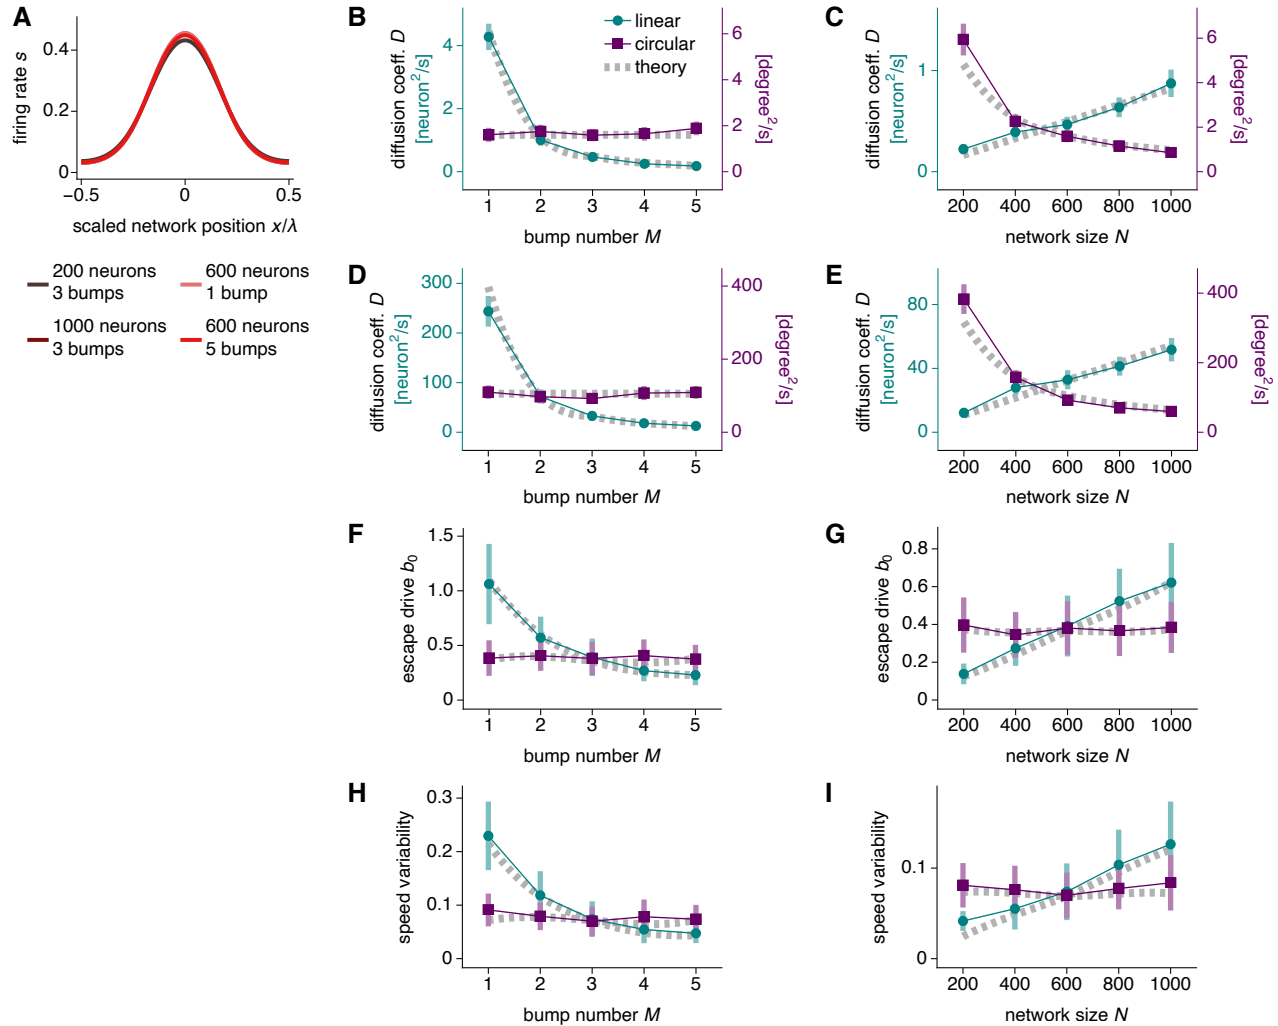 A
firing rate s
0.4
0.2
0
−0.5
0
0.5
scaled network position x/λ
200 neurons
3 bumps
600 neurons
1 bump
1000 neurons
3 bumps
600 neurons
5 bumps
B
diffusion coeff. D
[neuron²/s]
4
2
0
linear
circular
theory
6
4
2
0
[degree²/s]
1
2
3
4
5
bump number M
C
diffusion coeff. D
[neuron²/s]
1
0
6
4
2
0
[degree²/s]
200
400
600
800
1000
network size N
D
diffusion coeff. D
[neuron²/s]
300
200
100
0
400
200
0
[degree²/s]
1
2
3
4
5
bump number M
E
diffusion coeff. D
[neuron²/s]
80
40
0
400
200
0
[degree²/s]
200
400
600
800
1000
network size N
F
escape drive b₀
1.5
1.0
0.5
0
1
2
3
4
5
bump number M
G
escape drive b₀
0.8
0.6
0.4
0.2
0
200
400
600
800
1000
network size N
H
speed variability
0.3
0.2
0.1
0
1
2
3
4
5
bump number M
I
speed variability
0.1
0
200
400
600
800
1000
network size N